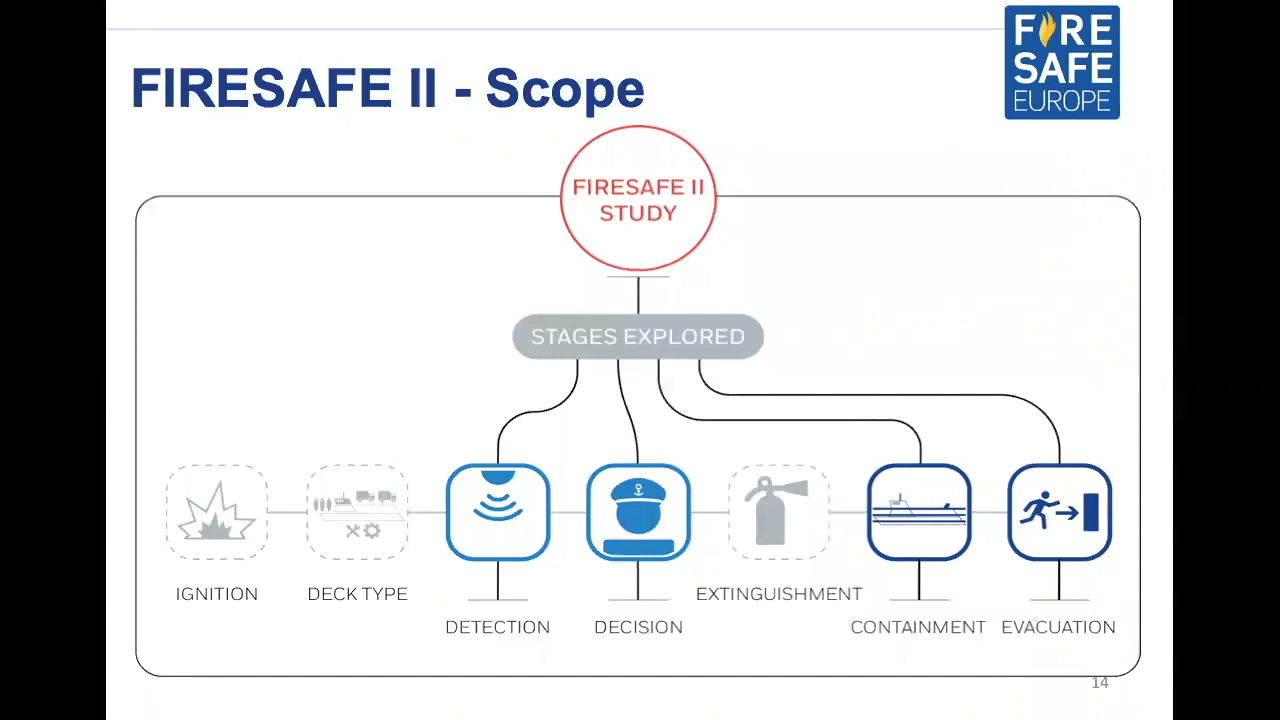 FIRESAFE II - Scope
FIRE
SAFE
EUROPE
FIRESAFE II
STUDY
STAGES EXPLORED
IGNITION
DECK TYPE
DETECTION
DECISION
EXTINGUISHMENT
CONTAINMENT
EVACUATION
14